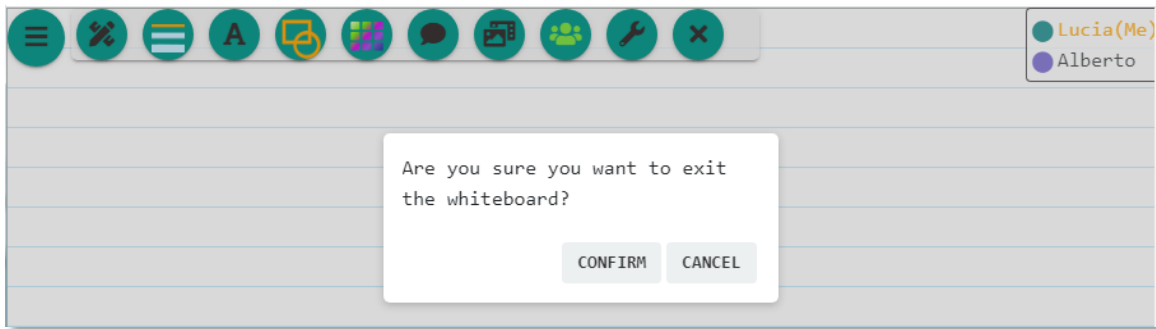 A
Lucia(Me)
Alberto
Are you sure you want to exit
the whiteboard?
CONFIRM CANCEL